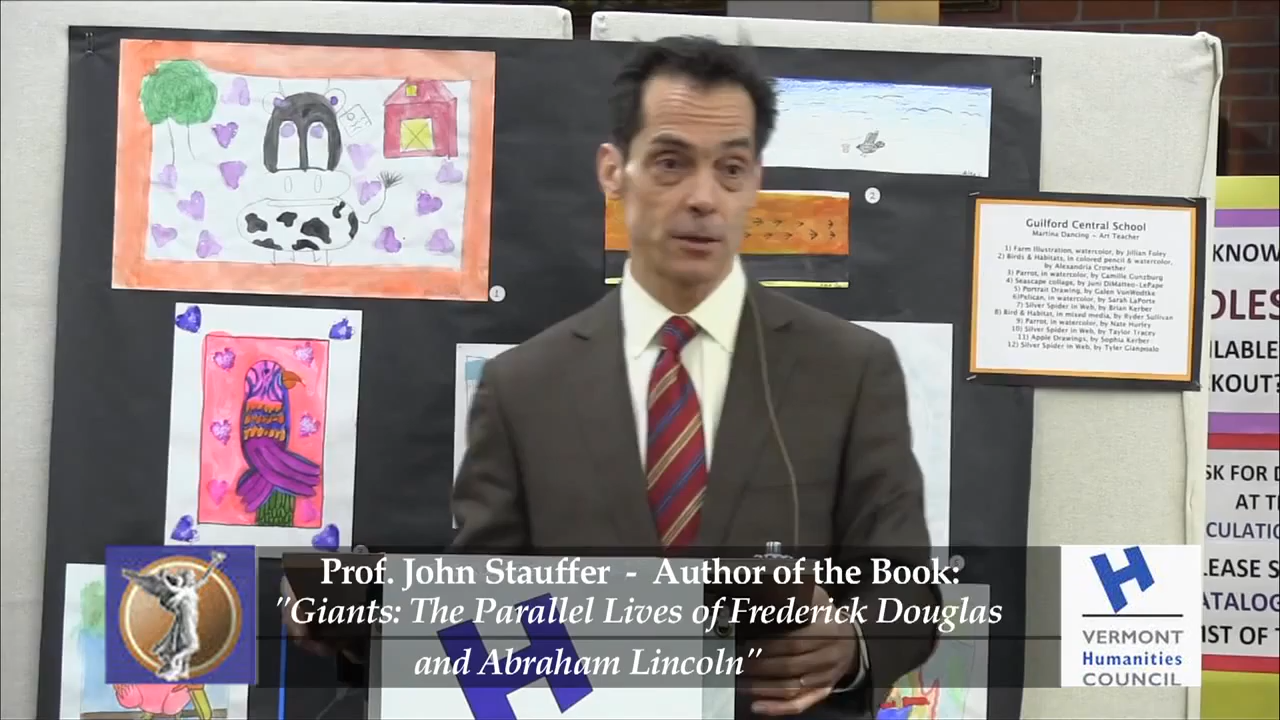 Guilford Central School
Martina Dancing - Art Teacher
1) Farm Illustration, watercolor, by Jillian Foley
2) Birds & Habitats, in colored pencil & watercolor,
by Alexandria Crowther
3) Parrot, in watercolor, by Camille Gunzburg
4) Seascape collage, by Juni DiMatteo-LePape
5) Portrait Drawing, by Galen VonWodtke
6)Pelican, in watercolor, by Sarah LaPorte
7) Silver Spider in Web, by Brian Kerber
8) Bird & Habitat, in mixed media, by Ryder Sullivan
9) Parrot, in watercolor, by Nate Hurley
10) Silver Spider in Web, by Taylor Tracey
11) Apple Drawings, by Sophia Kerber
12) Silver Spider in Web, by Tyler
1
2
KNOW
DLES
ILABLE
KOUT?
SK FOR D
AT T
CULATIO
EASE S
ATALOG
IST OF
Prof. John Stauffer - Author of the Book:
"Giants: The Parallel Lives of Frederick Douglas
and Abraham Lincoln"
H
H
VERMONT
Humanities
COUNCIL